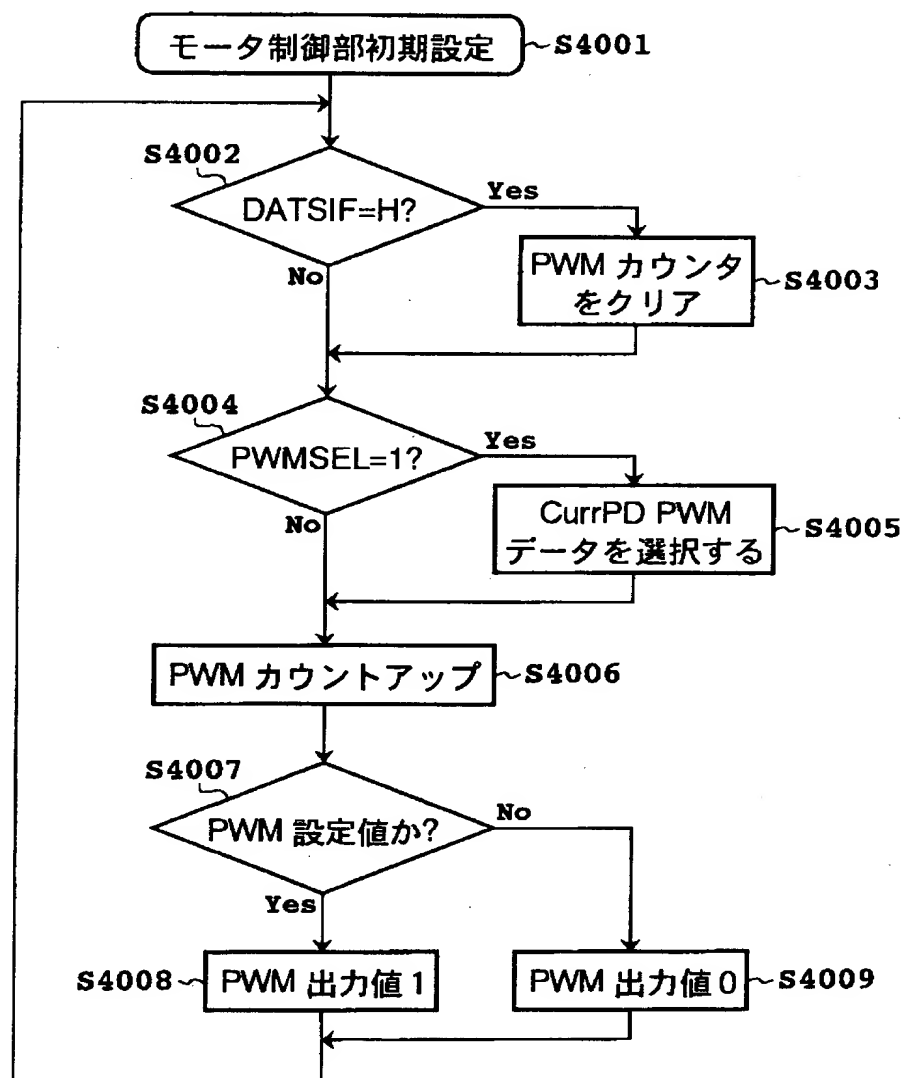 モータ制御部初期設定
S4001
S4002
DATSIF=H?
Yes
No
PWM カウンタ
をクリア
S4003
S4004
PWMSEL=1?
Yes
No
CurrPD PWM
データを選択する
S4005
PWM カウントアップ
S4006
S4007
PWM 設定値か?
No
Yes
S4008
PWM 出力値 1
PWM 出力値 0
S4009